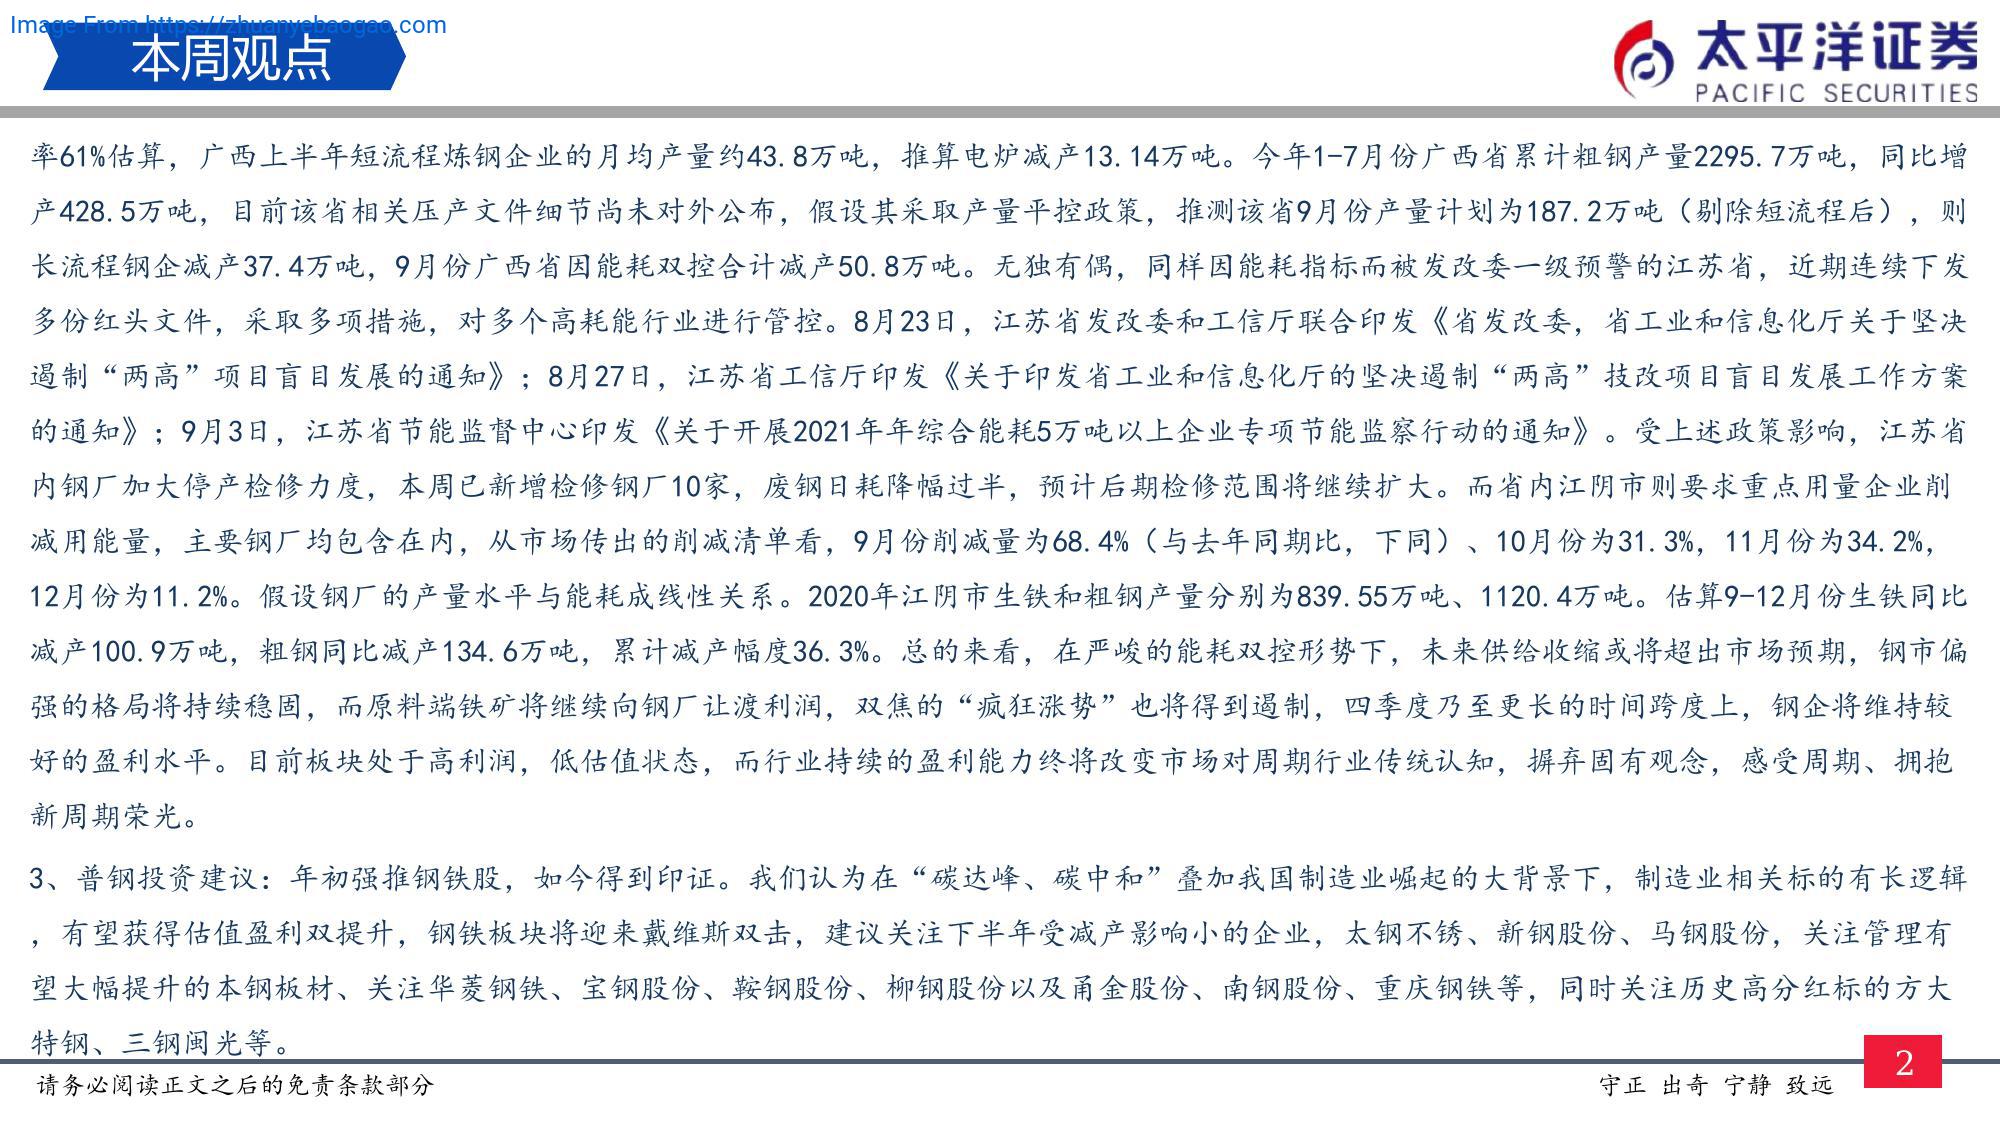 Image From https://zhuanyebaogao.com
本周观点
太平洋证券
PACIFIC SECURITIES
率61%估算，广西上半年短流程炼钢企业的月均产量约43.8万吨，推算电炉减产13.14万吨。今年1-7月份广西省累计粗钢产量2295.7万吨，同比增
产428.5万吨，目前该省相关压产文件细节尚未对外公布，假设其采取产量平控政策，推测该省9月份产量计划为187.2万吨（剔除短流程后），则
长流程钢企减产37.4万吨，9月份广西省因能耗双控合计减产50.8万吨。无独有偶，同样因能耗指标而被发改委一级预警的江苏省，近期连续下发
多份红头文件，采取多项措施，对多个高耗能行业进行管控。8月23日，江苏省发改委和工信厅联合印发《省发改委，省工业和信息化厅关于坚决
遏制“两高”项目盲目发展的通知》；8月27日，江苏省工信厅印发《关于印发省工业和信息化厅的坚决遏制“两高”技改项目盲目发展工作方案
的通知》；9月3日，江苏省节能监督中心印发《关于开展2021年年综合能耗5万吨以上企业专项节能监察行动的通知》。受上述政策影响，江苏省
内钢厂加大停产检修力度，本周已新增检修钢厂10家，废钢日耗降幅过半，预计后期检修范围将继续扩大。而省内江阴市则要求重点用量企业削
减用能量，主要钢厂均包含在内，从市场传出的削减清单看，9月份削减量为68.4%（与去年同期比，下同）、10月份为31.3%，11月份为34.2%，
12月份为11.2%。假设钢厂的产量水平与能耗成线性关系。2020年江阴市生铁和粗钢产量分别为839.55万吨、1120.4万吨。估算9-12月份生铁同比
减产100.9万吨，粗钢同比减产134.6万吨，累计减产幅度36.3%。总的来看，在严峻的能耗双控形势下，未来供给收缩或将超出市场预期，钢市偏
强的格局将持续稳固，而原料端铁矿将继续向钢厂让渡利润，双焦的“疯狂涨势”也将得到遏制，四季度乃至更长的时间跨度上，钢企将维持较
好的盈利水平。目前板块处于高利润，低估值状态，而行业持续的盈利能力终将改变市场对周期行业传统认知，摒弃固有观念，感受周期、拥抱
新周期荣光。
3、普钢投资建议：年初强推钢铁股，如今得到印证。我们认为在“碳达峰、碳中和”叠加我国制造业崛起的大背景下，制造业相关标的有长逻辑
，有望获得估值盈利双提升，钢铁板块将迎来戴维斯双击，建议关注下半年受减产影响小的企业，太钢不锈、新钢股份、马钢股份，关注管理有
望大幅提升的本钢板材、关注华菱钢铁、宝钢股份、鞍钢股份、柳钢股份以及甬金股份、南钢股份、重庆钢铁等，同时关注历史高分红标的方大
特钢、三钢闽光等。
请务必阅读正文之后的免责条款部分
守正 出奇 宁静 致远
2